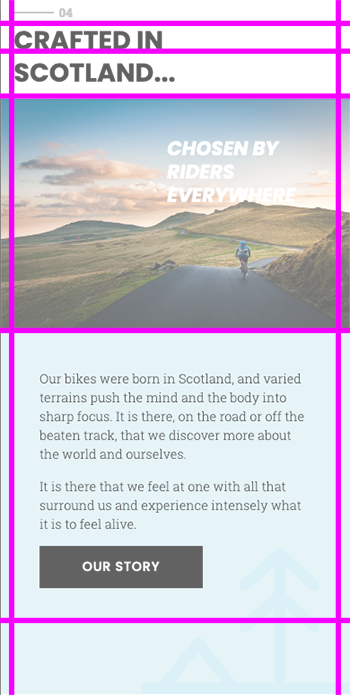 04
CRAFTED IN
SCOTLAND...
CHOSEN BY
RIDERS
EVERYWHERE
Our bikes were born in Scotland, and varied
terrains push the mind and the body into
sharp focus. It is there, on the road or off the
beaten track, that we discover more about
the world and ourselves.
It is there that we feel at one with all that
surround us and experience intensely what
it is to feel alive.
OUR STORY